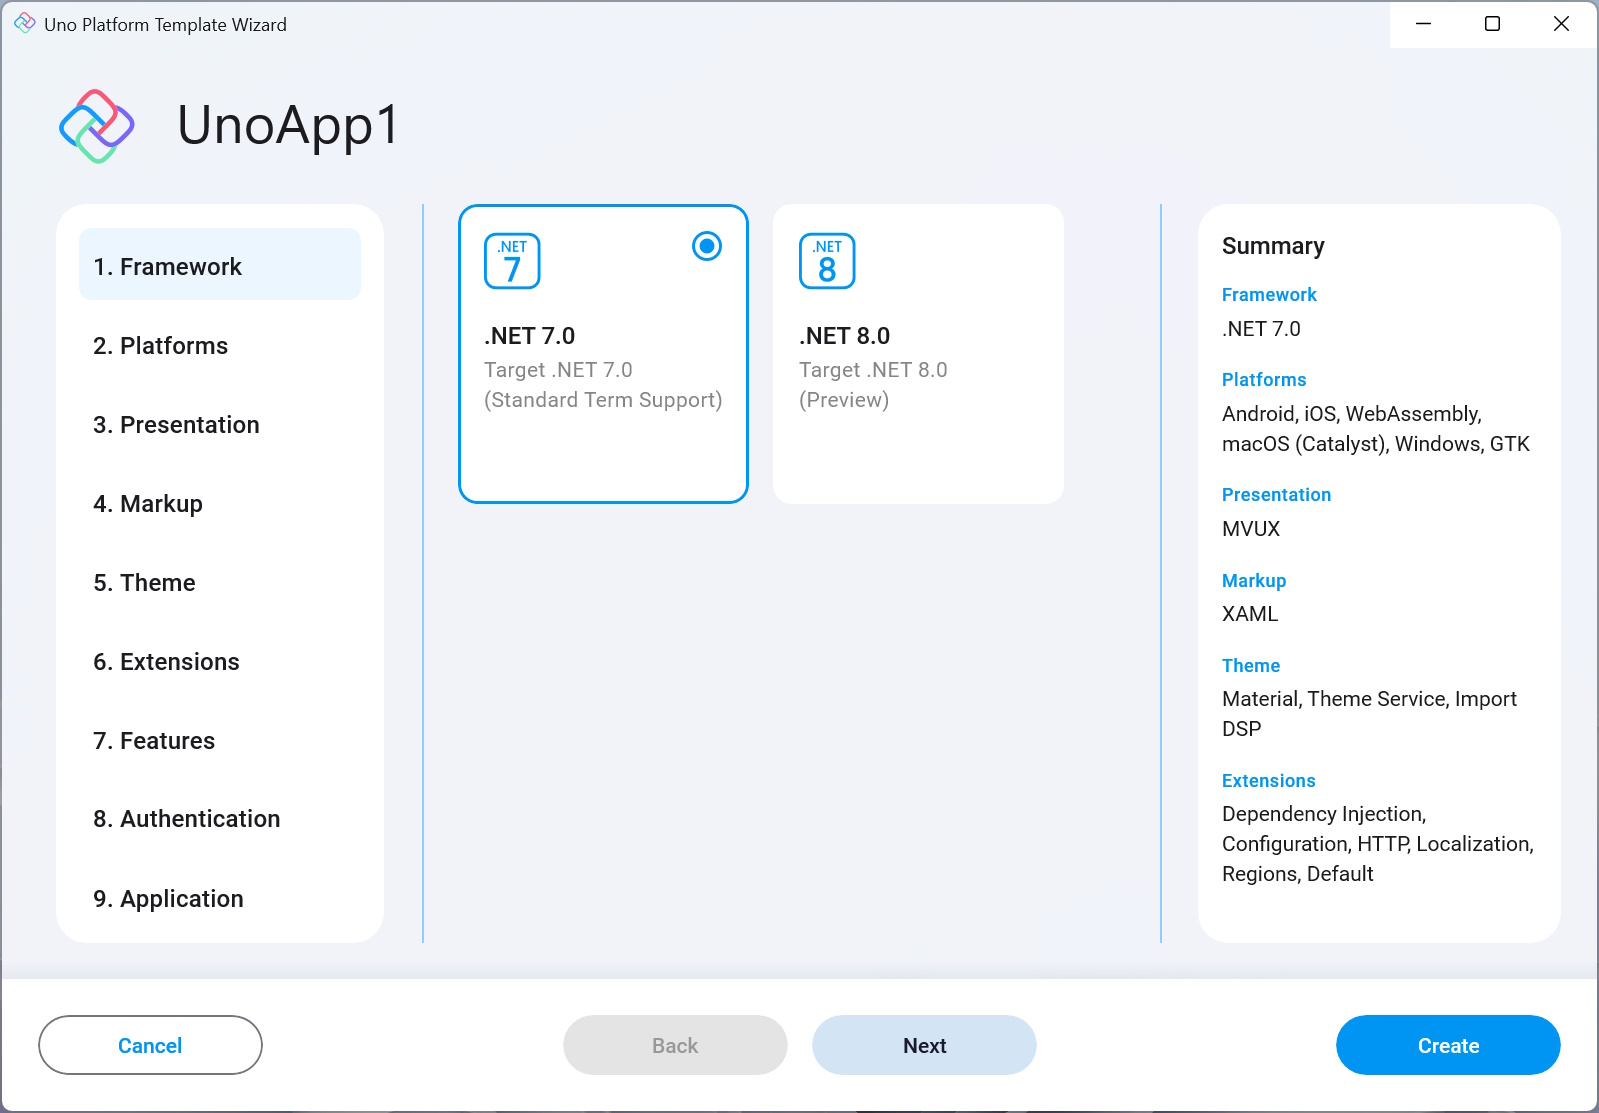 Uno Platform Template Wizard
UnoApp1
1. Framework
2. Platforms
3. Presentation
4. Markup
5. Theme
6. Extensions
7. Features
8. Authentication
9. Application
.NET
7
.NET 7.0
Target .NET 7.0
(Standard Term Support)
.NET
8
.NET 8.0
Target .NET 8.0
(Preview)
Summary
Framework
.NET 7.0
Platforms
Android, iOS, WebAssembly,
macOS (Catalyst), Windows, GTK
Presentation
MVUX
Markup
XAML
Theme
Material, Theme Service, Import
DSP
Extensions
Dependency Injection,
Configuration, HTTP, Localization,
Regions, Default
Cancel
Back
Next
Create